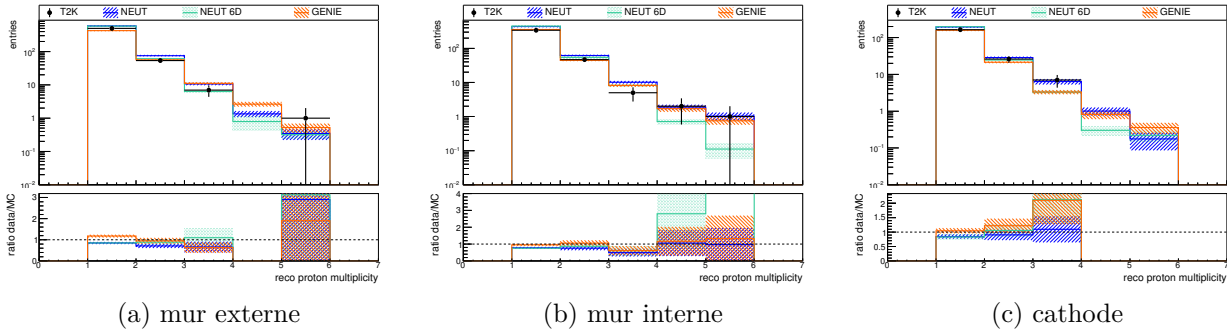 T2K NEUT NEUT 6D GENIE
entries
10²
10
1
10⁻¹
10⁻²
ratio data/MC
3
2
1
0
0 1 2 3 4 5 6 7
reco proton multiplicity
(a) mur externe
T2K NEUT NEUT 6D GENIE
entries
10²
10
1
10⁻¹
10⁻²
ratio data/MC
4
3
2
1
0
0 1 2 3 4 5 6 7
reco proton multiplicity
(b) mur interne
T2K NEUT NEUT 6D GENIE
entries
10²
10
1
10⁻¹
10⁻²
ratio data/MC
2
1.5
1
0.5
0
0 1 2 3 4 5 6 7
reco proton multiplicity
(c) cathode